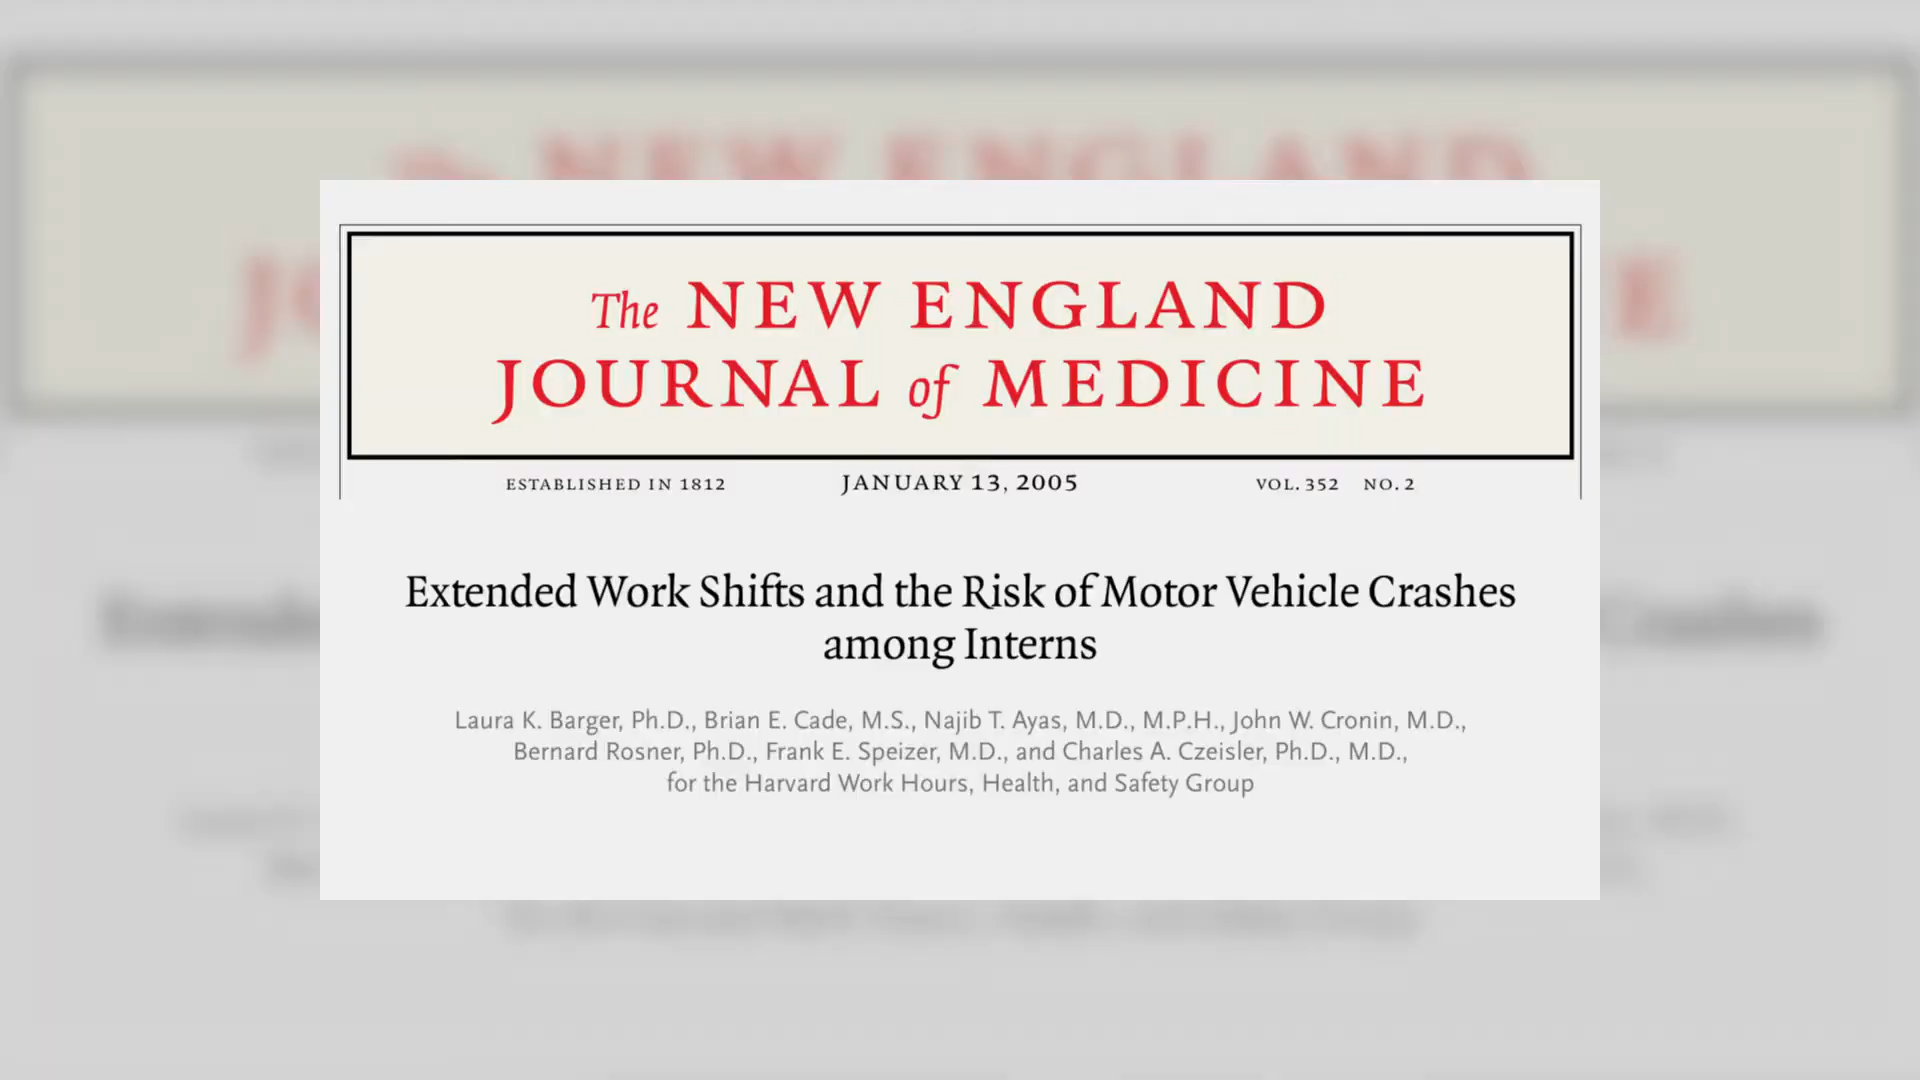 The NEW ENGLAND
JOURNAL of MEDICINE
ESTABLISHED IN 1812 JANUARY 13, 2005 VOL. 352 NO. 2
Extended Work Shifts and the Risk of Motor Vehicle Crashes
among Interns
Laura K. Barger, Ph.D., Brian E. Cade, M.S., Najib T. Ayas, M.D., M.P.H., John W. Cronin, M.D.,
Bernard Rosner, Ph.D., Frank E. Speizer, M.D., and Charles A. Czeisler, Ph.D., M.D.,
for the Harvard Work Hours, Health, and Safety Group